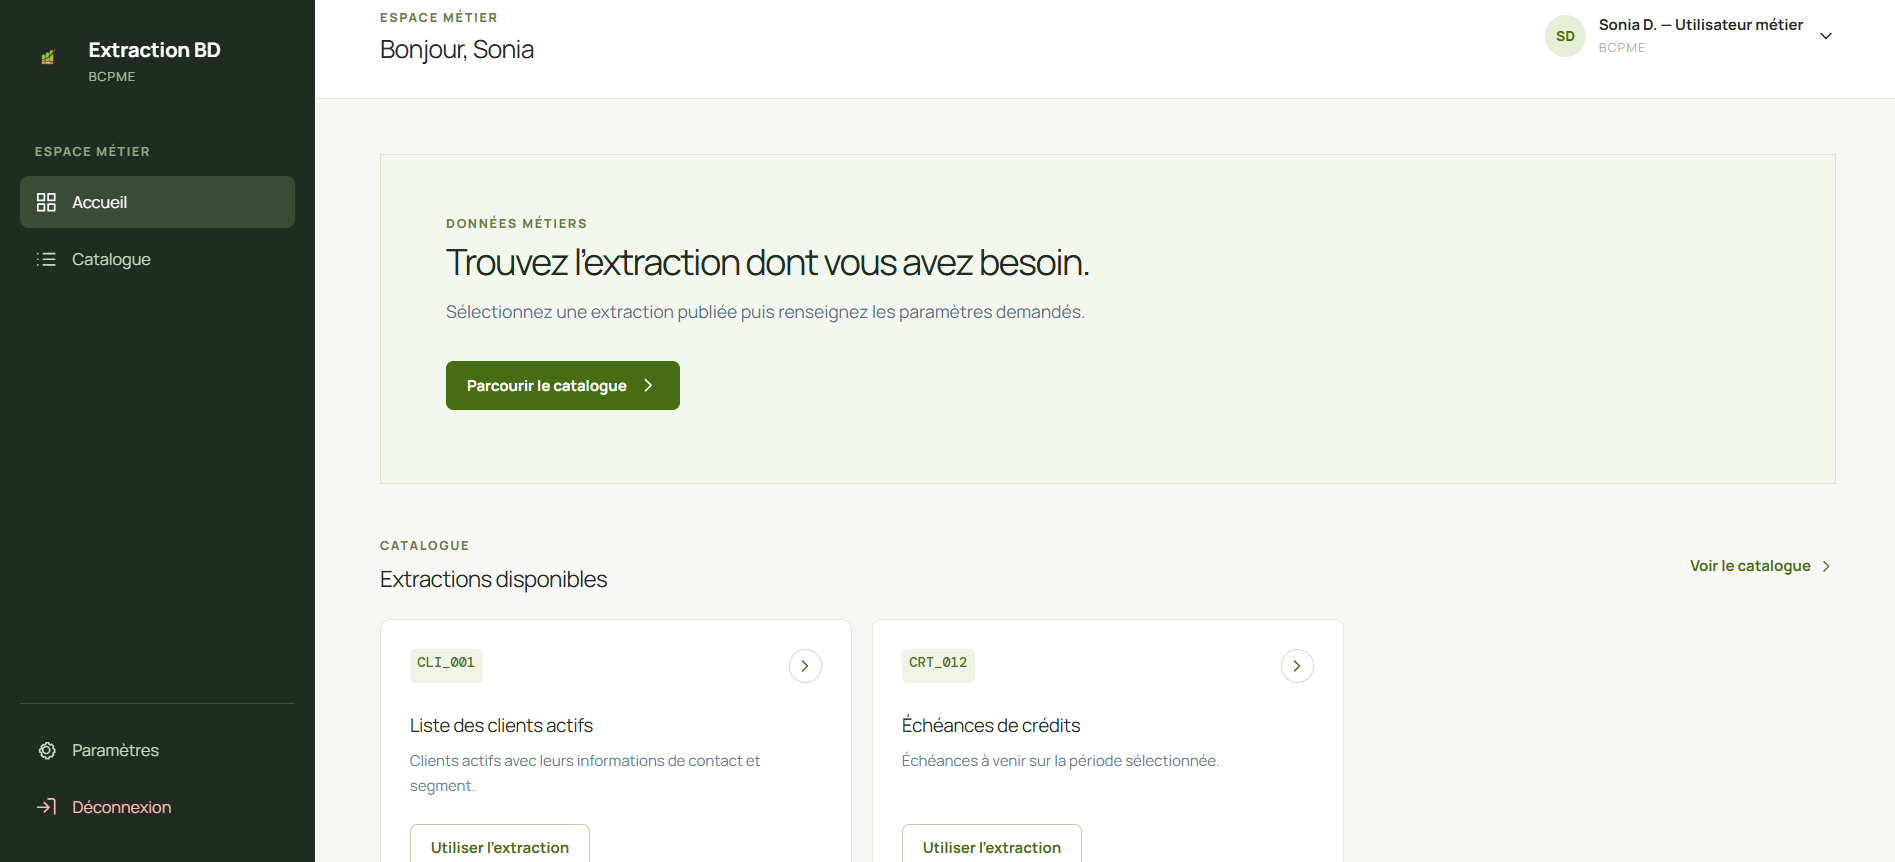 Extraction BD
BCPME
ESPACE MÉTIER
Accueil
Catalogue
Paramètres
Déconnexion
ESPACE MÉTIER
Bonjour, Sonia
SD
Sonia D. — Utilisateur métier
BCPME
DONNÉES MÉTIERS
Trouvez l’extraction dont vous avez besoin.
Sélectionnez une extraction publiée puis renseignez les paramètres demandés.
Parcourir le catalogue
CATALOGUE
Extractions disponibles
Voir le catalogue
CLI_001
Liste des clients actifs
Clients actifs avec leurs informations de contact et
segment.
Utiliser l’extraction
CRT_012
Échéances de crédits
Échéances à venir sur la période sélectionnée.
Utiliser l’extraction